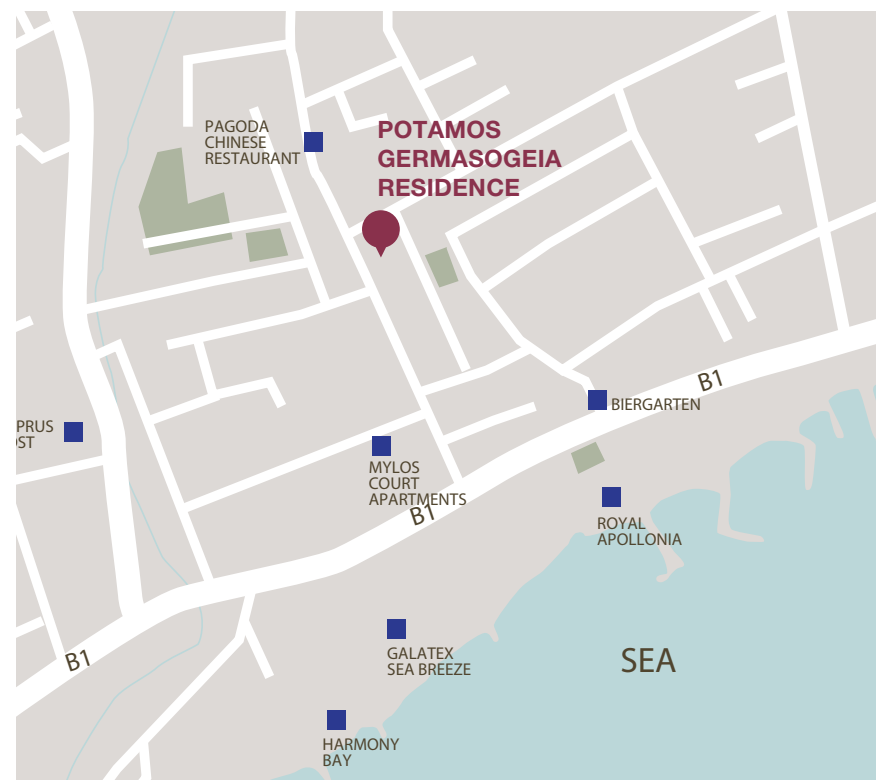 PAGODA
CHINESE
RESTAURANT
POTAMOS
GERMASOGEIA
RESIDENCE
B1
BIERGARTEN
PRUS
OST
MYLOS
COURT
APARTMENTS
B1
ROYAL
APOLLONIA
GALATEX
SEA BREEZE
SEA
B1
HARMONY
BAY